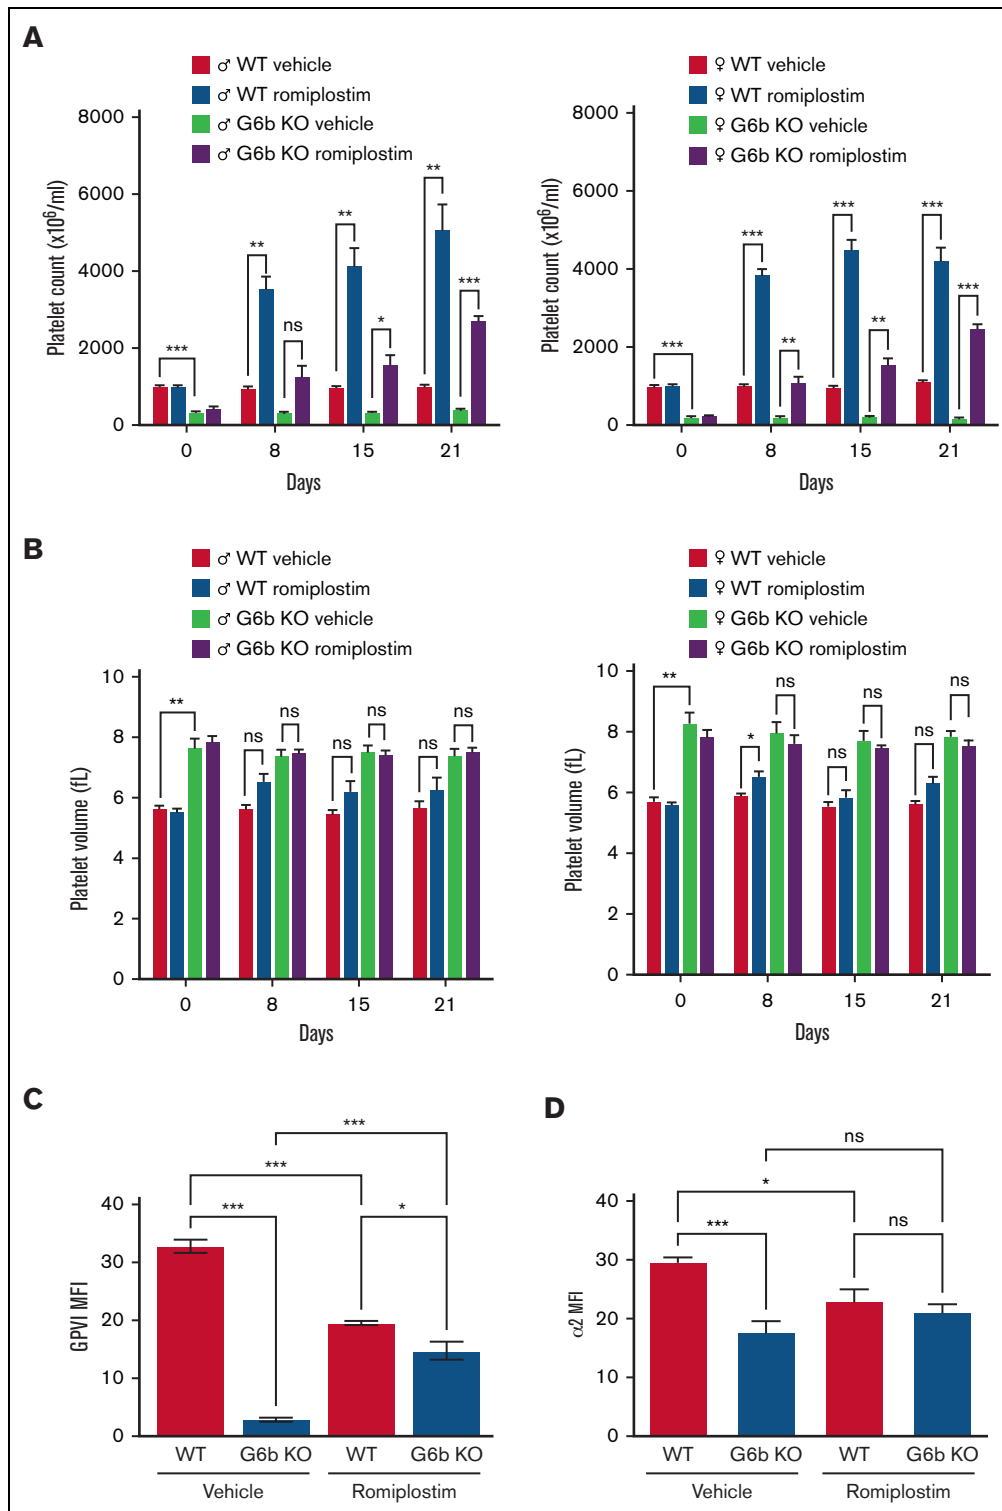 A
♂ WT vehicle
♂ WT romiplostim
♂ G6b KO vehicle
♂ G6b KO romiplostim
Platelet count (x10⁶/ml)
8000
6000
4000
2000
0
***
**
ns
**
*
**
***
0 8 15 21
Days
♀ WT vehicle
♀ WT romiplostim
♀ G6b KO vehicle
♀ G6b KO romiplostim
Platelet count (x10⁶/ml)
8000
6000
4000
2000
0
***
***
**
***
**
***
***
0 8 15 21
Days
B
♂ WT vehicle
♂ WT romiplostim
♂ G6b KO vehicle
♂ G6b KO romiplostim
Platelet volume (fL)
10
8
6
4
2
0
**
ns
ns
ns
ns
ns
ns
0 8 15 21
Days
♀ WT vehicle
♀ WT romiplostim
♀ G6b KO vehicle
♀ G6b KO romiplostim
Platelet volume (fL)
10
8
6
4
2
0
**
*
ns
ns
ns
ns
ns
0 8 15 21
Days
C
GPVI MFI
40
30
20
10
0
***
***
***
*
WT G6b KO WT G6b KO
Vehicle Romiplostim
D
α2 MFI
40
30
20
10
0
ns
*
***
ns
WT G6b KO WT G6b KO
Vehicle Romiplostim